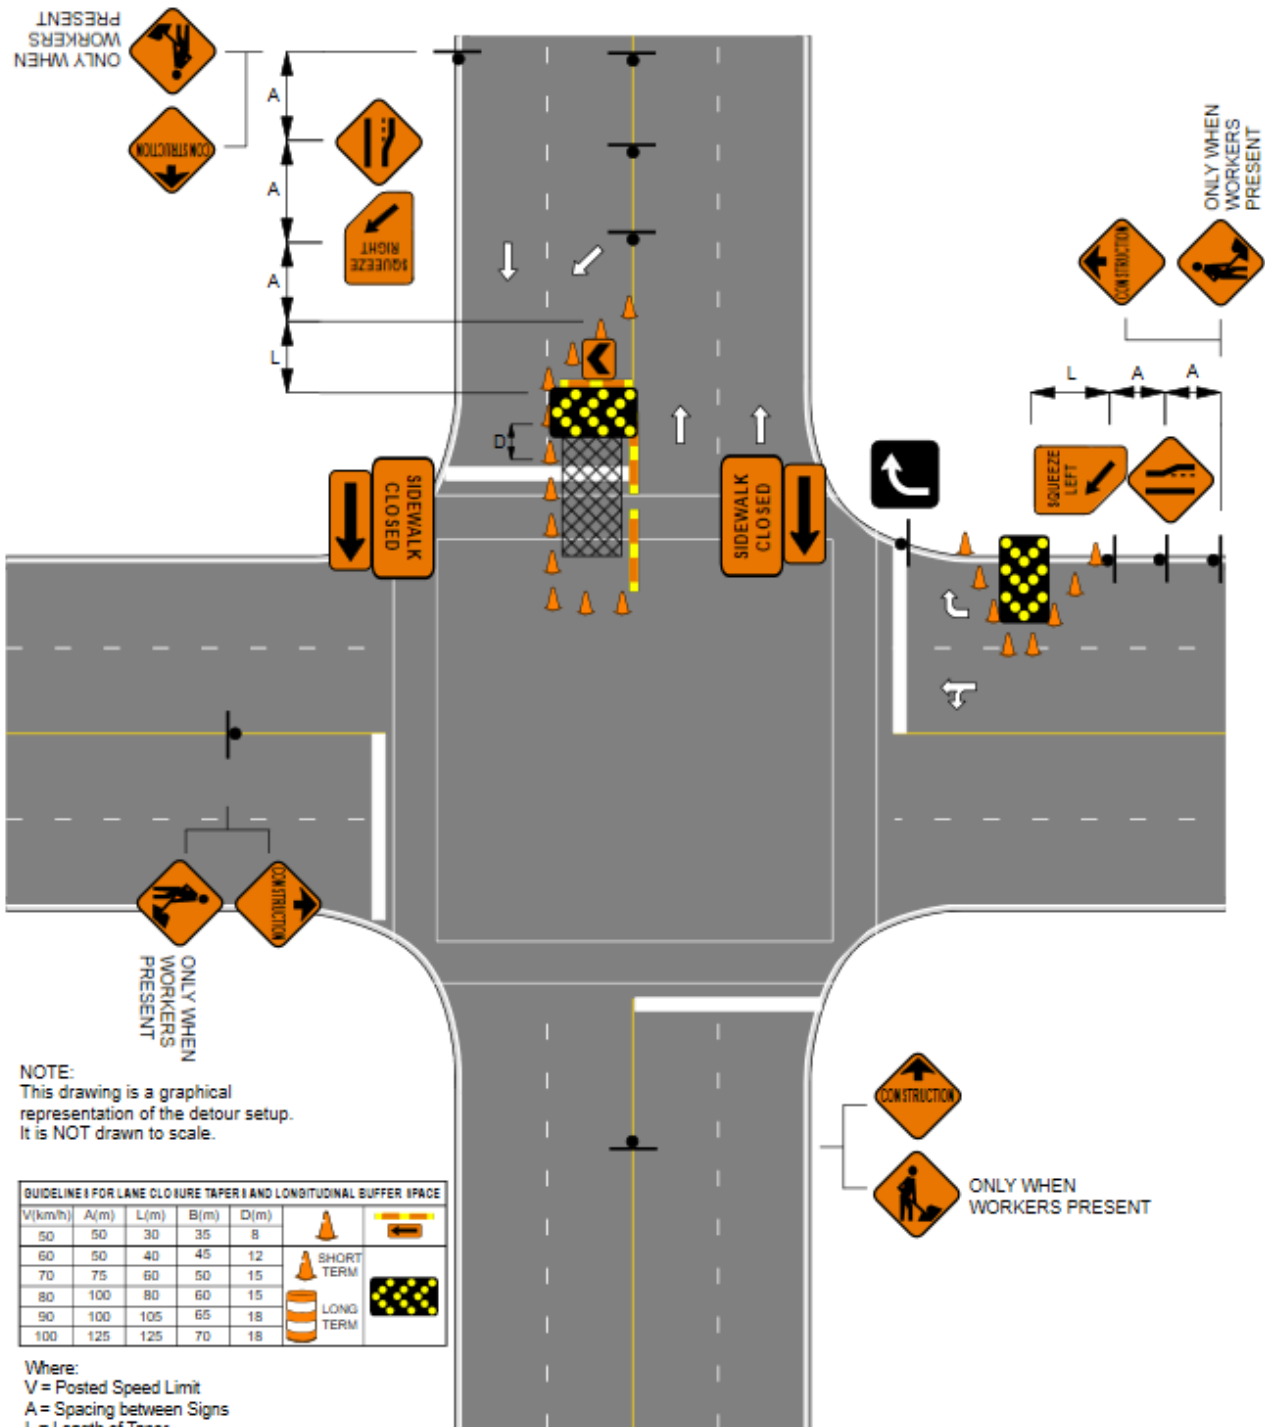 ONLY WHEN
WORKERS
PRESENT
CONSTRUCTION
A
A
A
L
SQUEEZE
RIGHT
D
SIDEWALK
CLOSED
SIDEWALK
CLOSED
ONLY WHEN
WORKERS
PRESENT
CONSTRUCTION
L
A
A
SQUEEZE
LEFT
CONSTRUCTION
ONLY WHEN
WORKERS
PRESENT
NOTE:
This drawing is a graphical
representation of the detour setup.
It is NOT drawn to scale.
CONSTRUCTION
ONLY WHEN
WORKERS PRESENT
GUIDELINES FOR LANE CLOSURE TAPERS AND LONGITUDINAL BUFFER SPACE
V(km/h) A(m) L(m) B(m) D(m)
50 50 30 35 8
60 50 40 45 12
70 75 60 50 15
80 100 80 60 15
90 100 105 65 18
100 125 125 70 18
SHORT
TERM
LONG
TERM
Where:
V = Posted Speed Limit
A = Spacing between Signs
L = Length of Taper